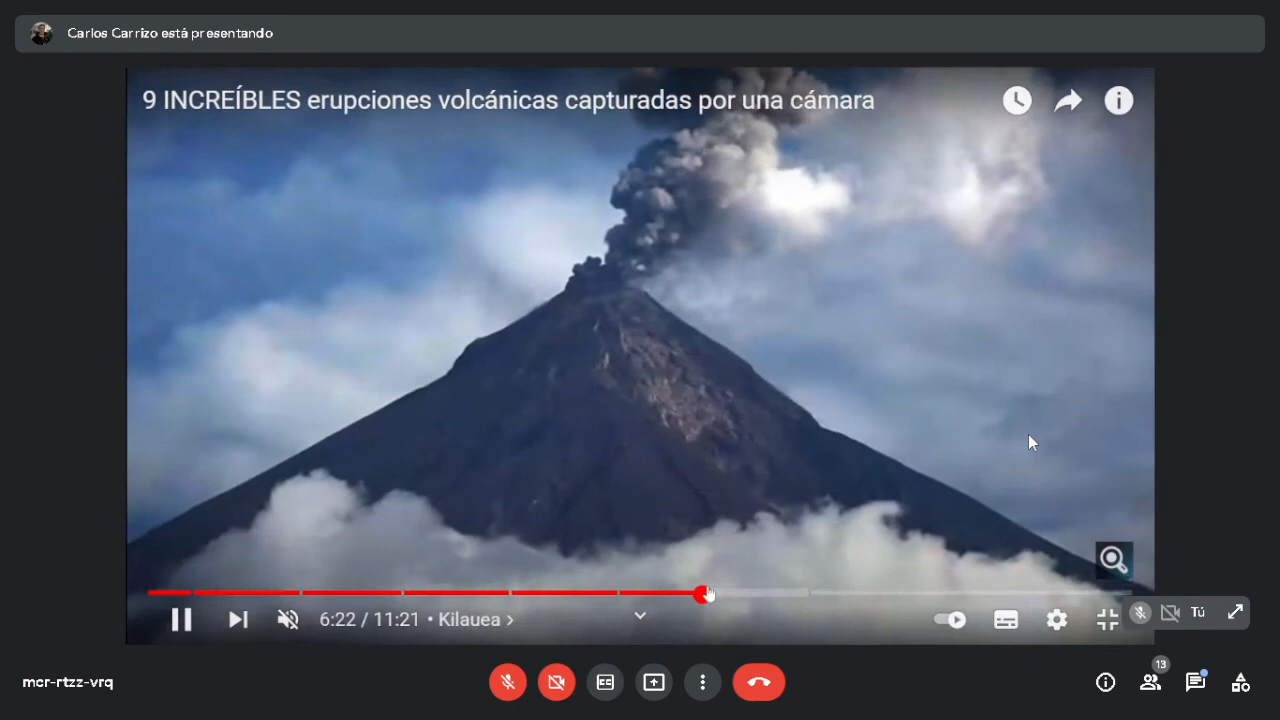 Carlos Carrizo está presentando
9 INCREÍBLES erupciones volcánicas capturadas por una cámara
6:22 / 11:21 • Kilauea ›
Tú
mcr-rtzz-vrq
13